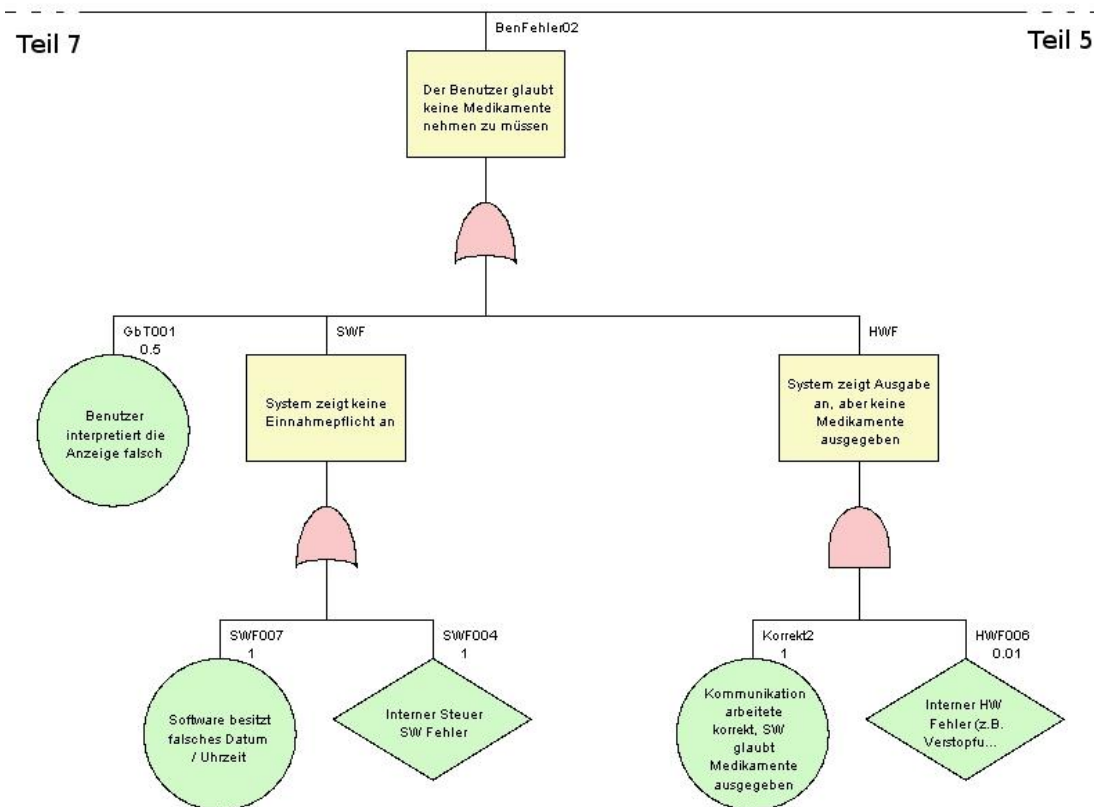 Teil 7
BenFehler02
Teil 5
Der Benutzer glaubt
keine Medikamente
nehmen zu müssen
GbT001
0.5
SWF
HWF
Benutzer
interpretiert die
Anzeige falsch
System zeigt keine
Einnahmepflicht an
System zeigt Ausgabe
an, aber keine
Medikamente
ausgegeben
SWF007
1
SWF004
1
Korrekt2
1
HWF006
0.01
Software besitzt
falsches Datum
/ Uhrzeit
Interner Steuer
SW Fehler
Kommunikation
arbeitete
korrekt, SW
glaubt
Medikamente
ausgegeben
Interner HW
Fehler (z.B.
Verstopfu...